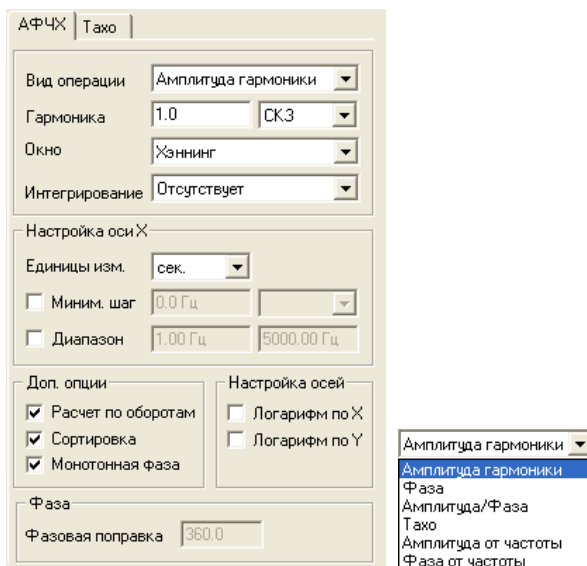 АФЧХ Тахо
Вид операции Амплитуда гармоники
Гармоника 1.0 СКЗ
Окно Хэннинг
Интегрирование Отсутствует
Настройка оси X
Единицы изм. сек.
Миним. шаг 0.0 Гц
Диапазон 1.00 Гц 5000.00 Гц
Доп. опции Настройка осей
Расчет по оборотам Логарифм по X
Сортировка Логарифм по Y
Монотонная фаза
Фаза
Фазовая поправка 360.0
Амплитуда гармоники
Амплитуда гармоники
Фаза
Амплитуда/Фаза
Тахо
Амплитуда от частоты
Фаза от частоты